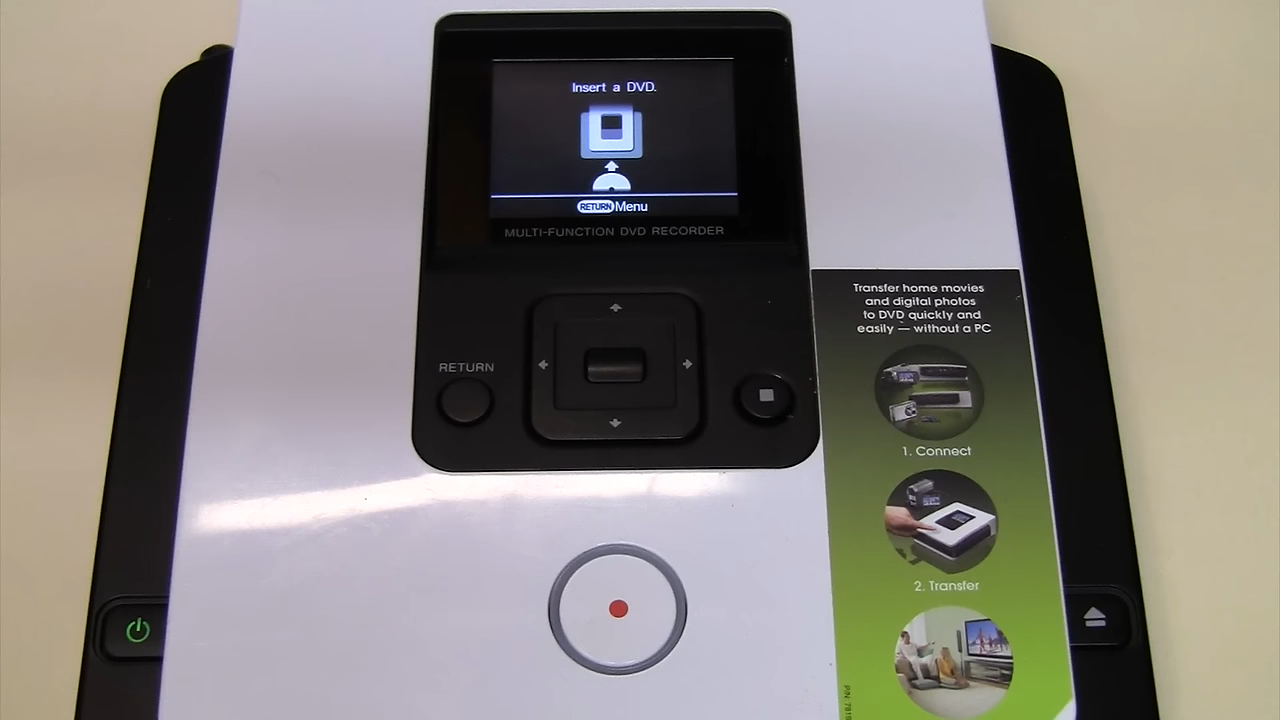 Insert a DVD.
RETURN Menu
MULTI-FUNCTION DVD RECORDER
RETURN
Transfer home movies
and digital photos
to DVD quickly and
easily — without a PC
1. Connect
2. Transfer